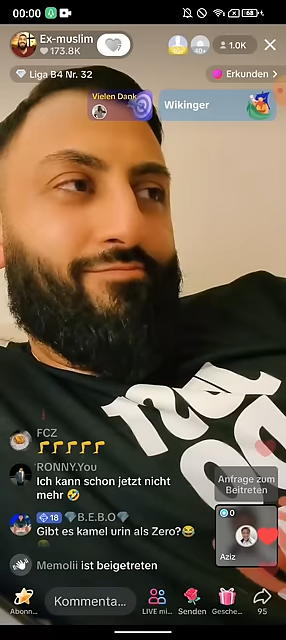 00:00
68
Ex-muslim
173.8K
40+
1.0K
Liga B4 Nr. 32
Erkunden >
Vielen Dank
Wikinger
FCZ
RONNY.You
Ich kann schon jetzt nicht
mehr 🤣
18 💎B.E.B.O💎
Gibt es kamel urin als Zero?😂
Memolii ist beigetreten
Anfrage zum
Beitreten
0
Aziz
Kommenta...
Abonn...
LIVE mi...
Senden
Gesche...
95